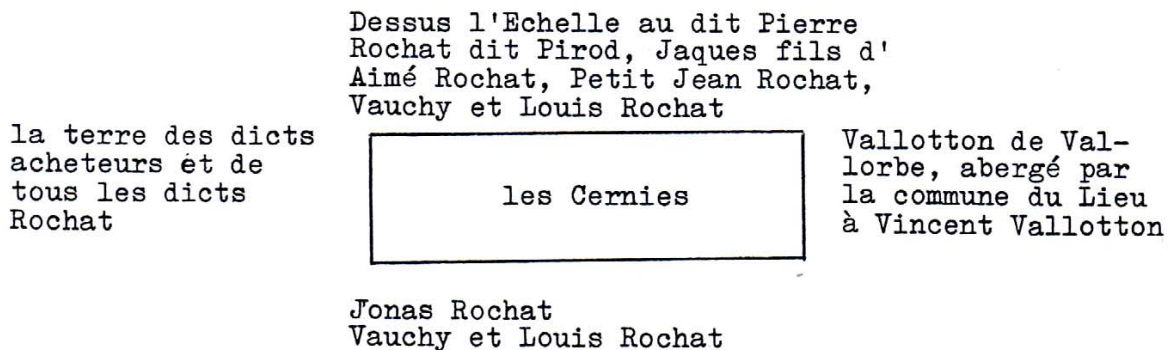 Dessus l'Echelle au dit Pierre
Rochat dit Pirod, Jaques fils d'
Aimé Rochat, Petit Jean Rochat,
Vauchy et Louis Rochat
la terre des dicts
acheteurs et de
tous les dicts
Rochat
les Cernies
Vallotton de Val-
lorbe, abergé par
la commune du Lieu
à Vincent Vallotton
Jonas Rochat
Vauchy et Louis Rochat